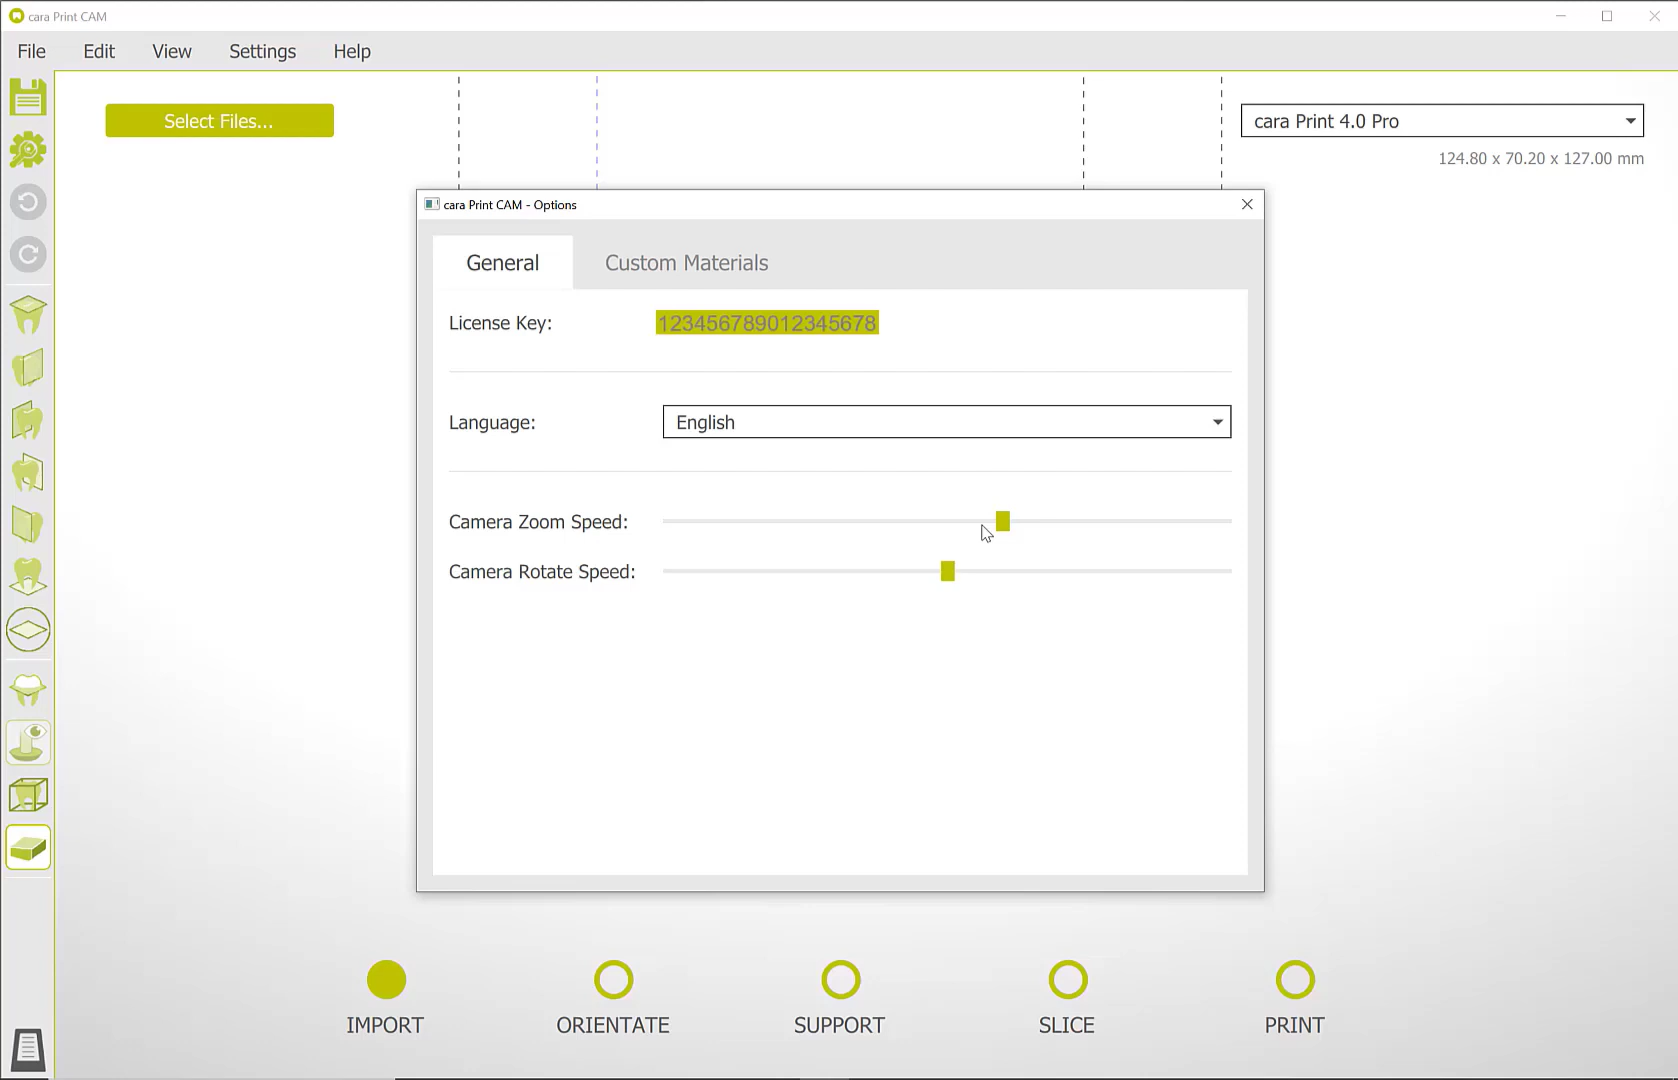 cara Print CAM
File Edit View Settings Help
Select Files...
cara Print 4.0 Pro
124.80 x 70.20 x 127.00 mm
cara Print CAM - Options
General Custom Materials
License Key: 123456789012345678
Language: English
Camera Zoom Speed:
Camera Rotate Speed:
IMPORT ORIENTATE SUPPORT SLICE PRINT